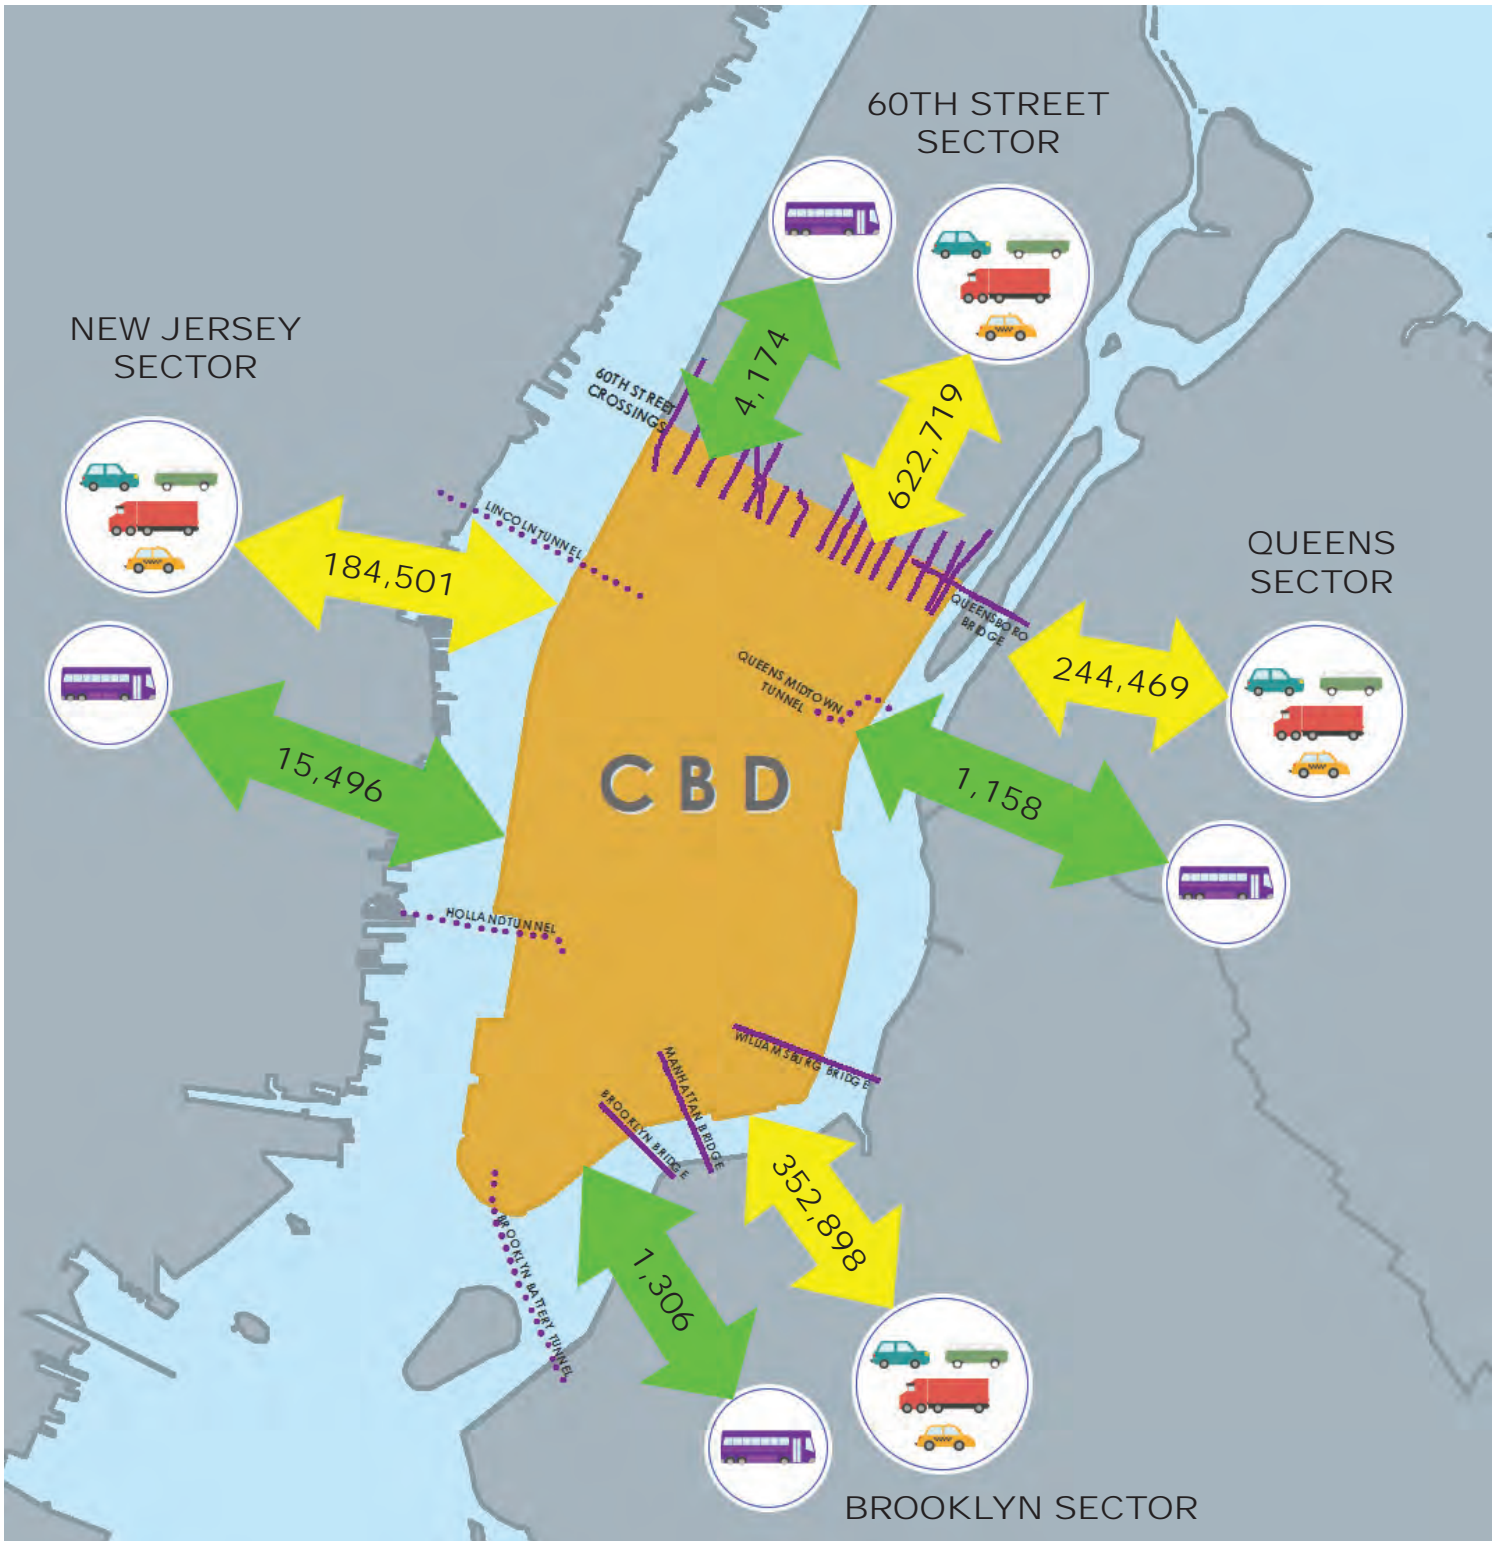 60TH STREET
SECTOR
NEW JERSEY
SECTOR
4,174
60TH STREET
CROSSINGS
622,719
LINCOLN TUNNEL
184,501
QUEENS
SECTOR
QUEENSBORO
BRIDGE
244,469
QUEENS MIDTOWN
TUNNEL
15,496
CBD
1,158
HOLLAND TUNNEL
WILLIAMSBURG BRIDGE
MANHATTAN BRIDGE
BROOKLYN BRIDGE
352,898
BROOKLYN BATTERY TUNNEL
1,306
BROOKLYN SECTOR